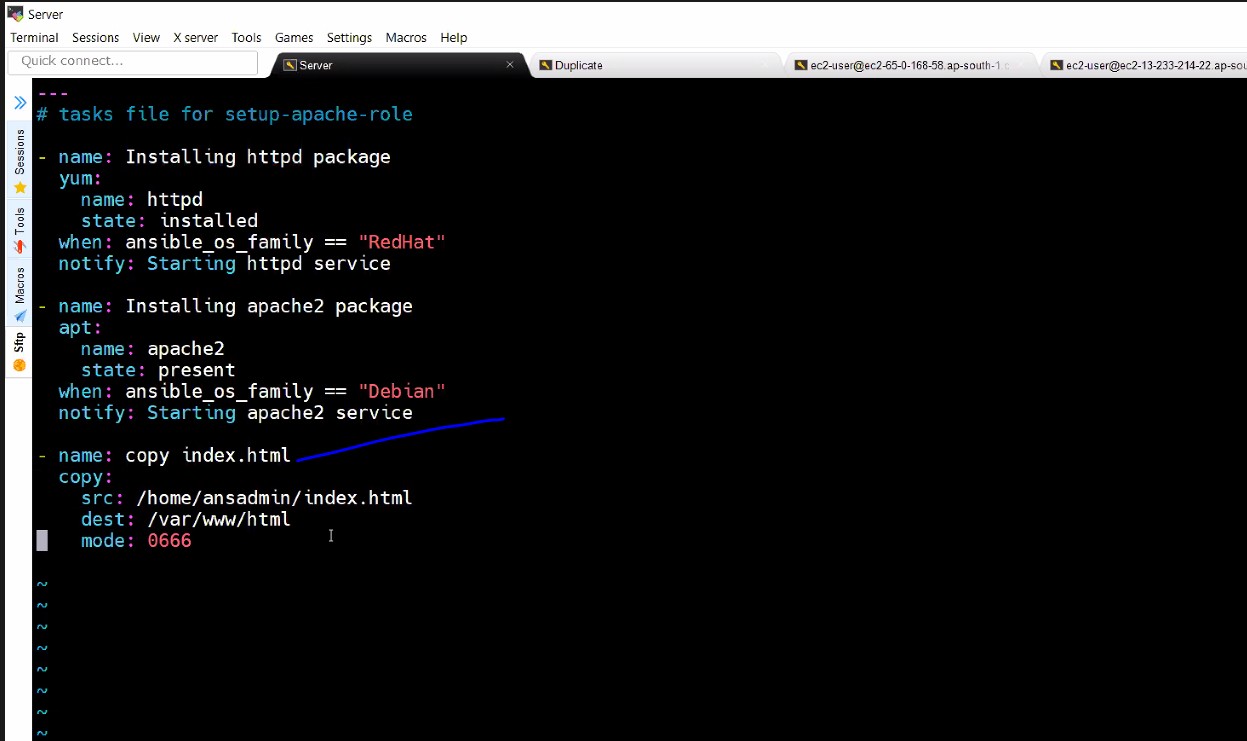 Server
Terminal Sessions View X server Tools Games Settings Macros Help
Quick connect...
Server
Duplicate
ec2-user@ec2-65-0-168-58.ap-south-1.c
ec2-user@ec2-13-233-214-22.ap-sou
Sessions
Tools
Macros
Sftp
---
# tasks file for setup-apache-role
- name: Installing httpd package
yum:
name: httpd
state: installed
when: ansible_os_family == "RedHat"
notify: Starting httpd service
- name: Installing apache2 package
apt:
name: apache2
state: present
when: ansible_os_family == "Debian"
notify: Starting apache2 service
- name: copy index.html
copy:
src: /home/ansadmin/index.html
dest: /var/www/html
mode: 0666
~
~
~
~
~
~
~
~